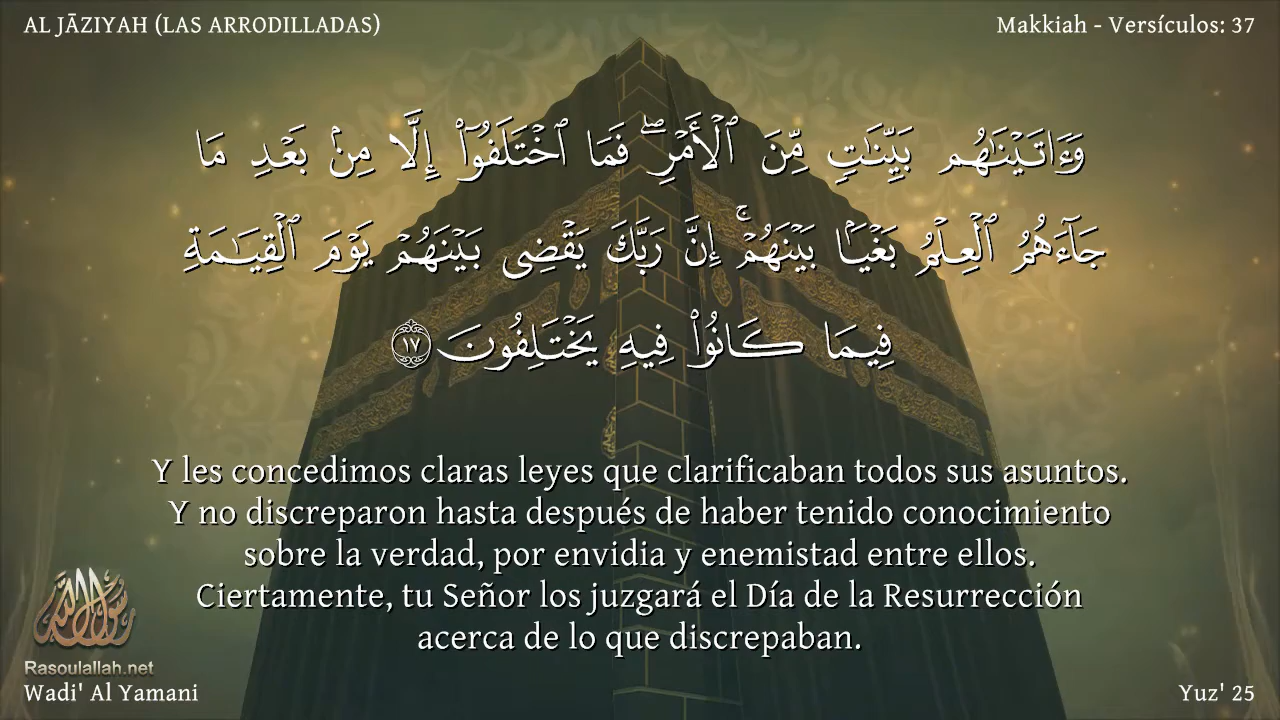 AL JĀZIYAH (LAS ARRODILLADAS)
Makkiah - Versículos: 37
وَءَاتَيْنَٰهُم بَيِّنَٰتٍ مِّنَ ٱلْأَمْرِ ۖ فَمَا ٱخْتَلَفُوٓا۟ إِلَّا مِنۢ بَعْدِ مَا
جَآءَهُمُ ٱلْعِلْمُ بَغْيًۢا بَيْنَهُمْ ۚ إِنَّ رَبَّكَ يَقْضِى بَيْنَهُمْ يَوْمَ ٱلْقِيَٰمَةِ
فِيمَا كَانُوا۟ فِيهِ يَخْتَلِفُونَ ١٧
Y les concedimos claras leyes que clarificaban todos sus asuntos.
Y no discreparon hasta después de haber tenido conocimiento
sobre la verdad, por envidia y enemistad entre ellos.
Ciertamente, tu Señor los juzgará el Día de la Resurrección
acerca de lo que discrepaban.
رسول الله
Rasoulallah.net
Wadi' Al Yamani
Yuz' 25